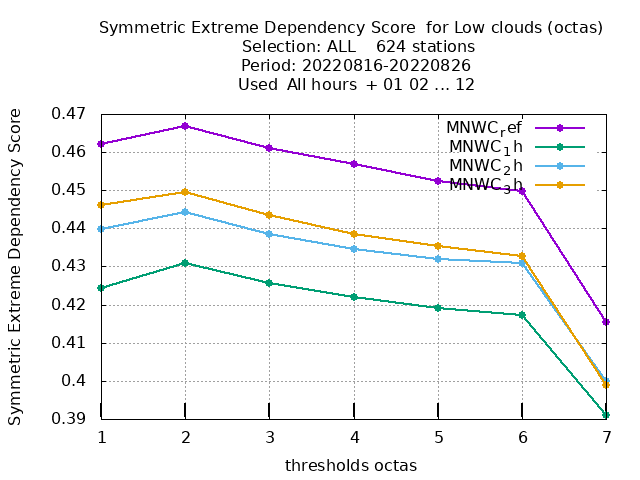 Symmetric Extreme Dependency Score for Low clouds (octas)
Selection: ALL 624 stations
Period: 20220816-20220826
Used All hours + 01 02 ... 12
Symmetric Extreme Dependency Score
0.47
0.46
0.45
0.44
0.43
0.42
0.41
0.4
0.39
MNWCref
MNWC1h
MNWC2h
MNWC3h
1 2 3 4 5 6 7
thresholds octas